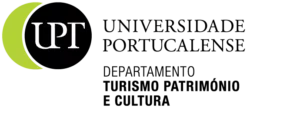 UPT
UNIVERSIDADE
PORTUCALENSE
DEPARTAMENTO
TURISMO PATRIMÓNIO
E CULTURA